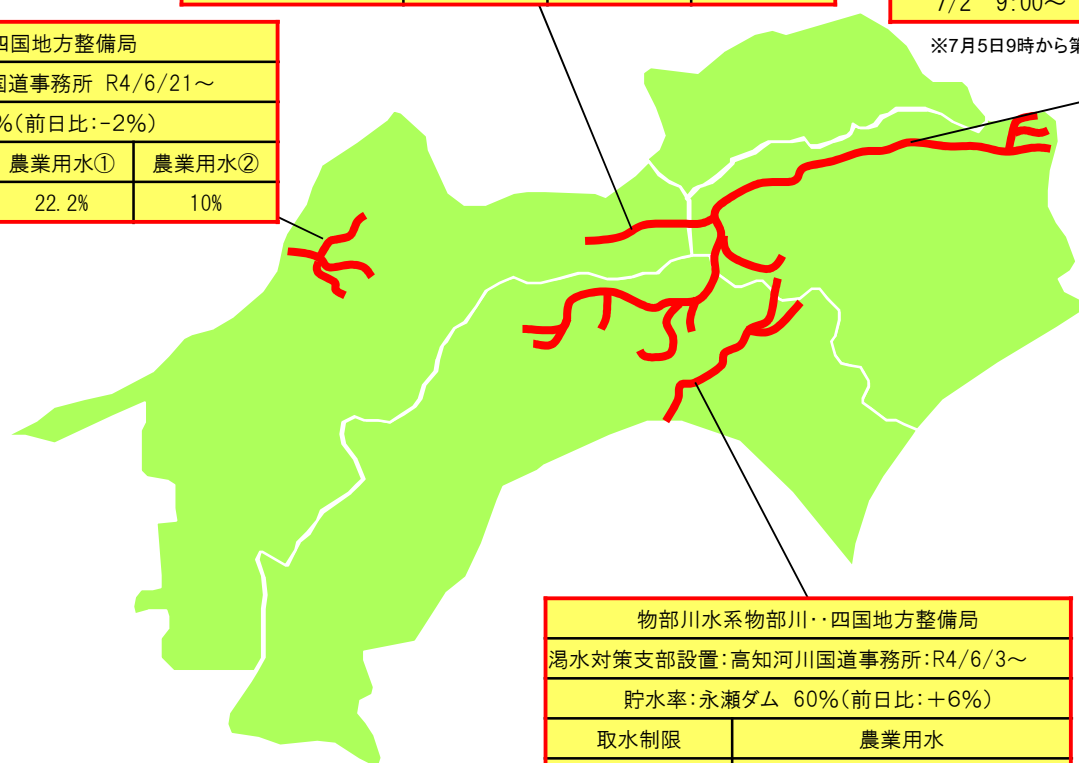 7/2 9:00～
※7月5日9時から第
四国地方整備局
国道事務所 R4/6/21～
%(前日比:-2%)
農業用水① 農業用水②
22.2% 10%
物部川水系物部川‥四国地方整備局
渇水対策支部設置:高知河川国道事務所:R4/6/3～
貯水率:永瀬ダム 60%(前日比:+6%)
取水制限 農業用水